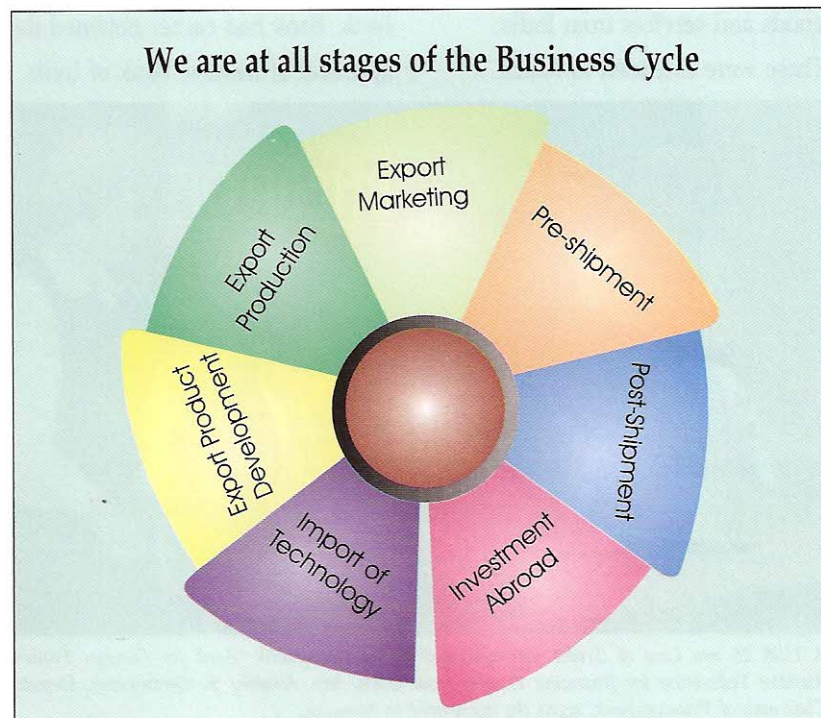 We are at all stages of the Business Cycle
Export
Marketing
Pre-shipment
Post-Shipment
Investment
Abroad
Import of
Technology
Export Product
Development
Export
Production